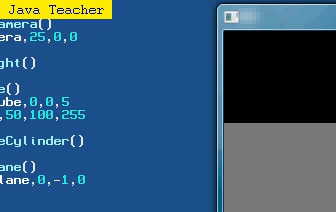 Java Teacher
amera()
era,25,0,0
ght()
e()
ube,0,0,5
,50,100,255
eCylinder()
ane()
lane,0,-1,0